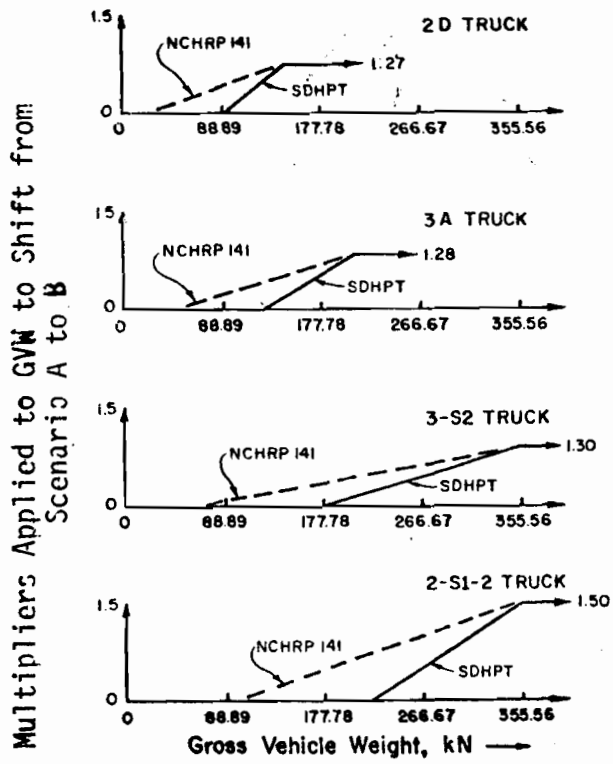 Multipliers Applied to GVW to Shift from
Scenario A to B
2D TRUCK
1.5
NCHRP 141
1.27
SDHPT
0
0
88.89
177.78
266.67
355.56
3A TRUCK
1.5
NCHRP 141
1.28
SDHPT
0
0
88.89
177.78
266.67
355.56
3-S2 TRUCK
1.5
NCHRP 141
1.30
SDHPT
0
0
88.89
177.78
266.67
355.56
2-S1-2 TRUCK
1.5
1.50
NCHRP 141
SDHPT
0
0
88.89
177.78
266.67
355.56
Gross Vehicle Weight, kN